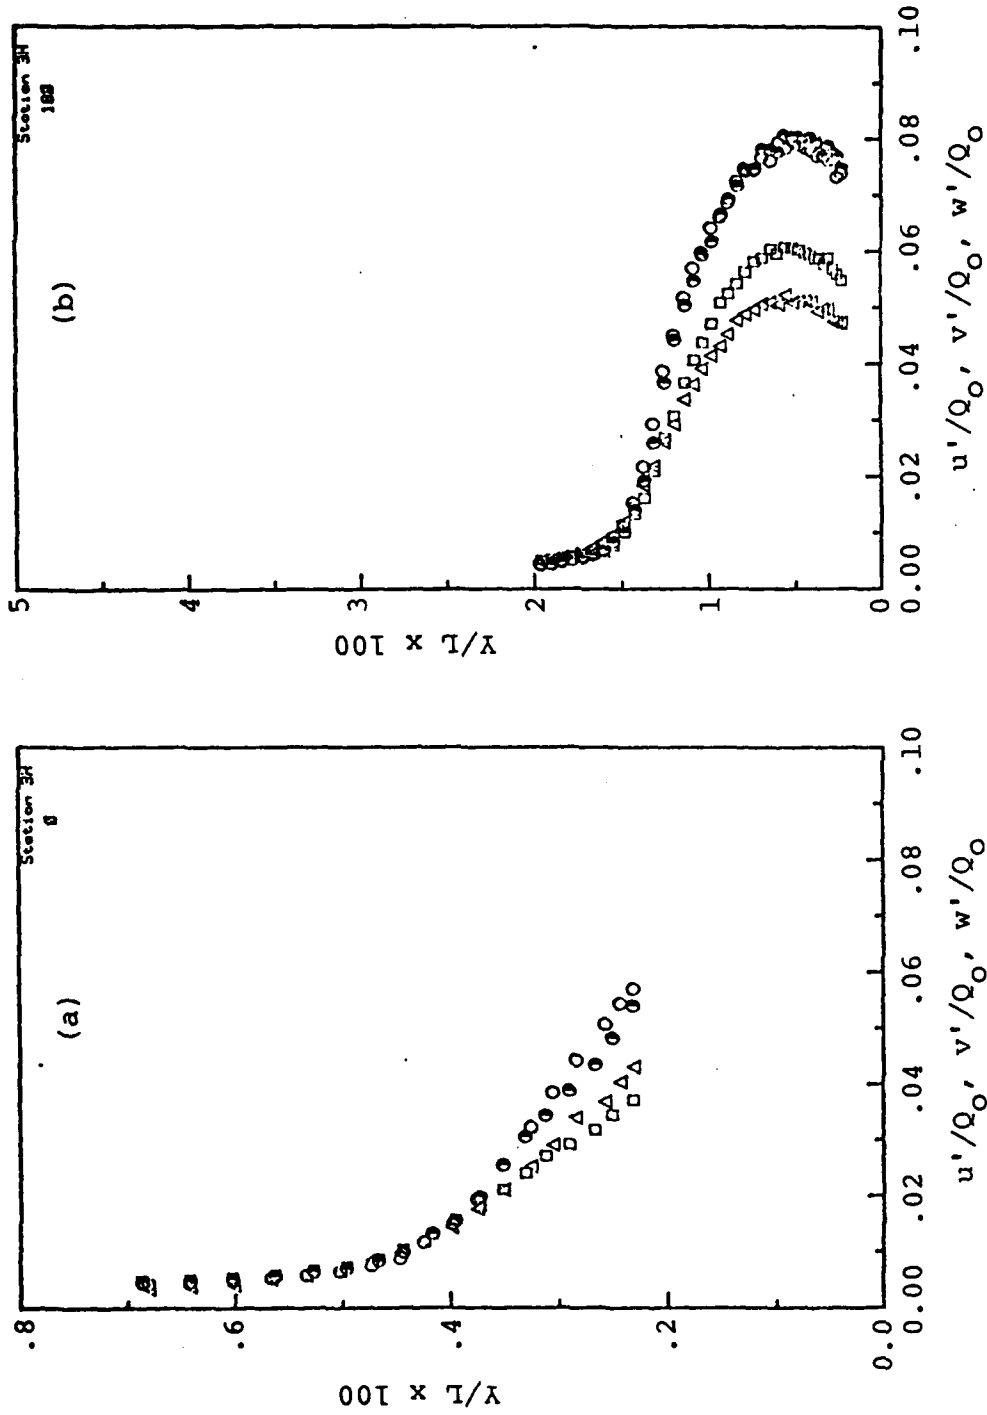 (a)
Station 3H
0
.8
.6
.4
.2
0.0
Y/L x 100
0.00 .02 .04 .06 .08 .10
u'/Q₀, v'/Q₀, w'/Q₀
(b)
Station 3H
180
5
4
3
2
1
0
Y/L x 100
0.00 .02 .04 .06 .08 .10
u'/Q₀, v'/Q₀, w'/Q₀